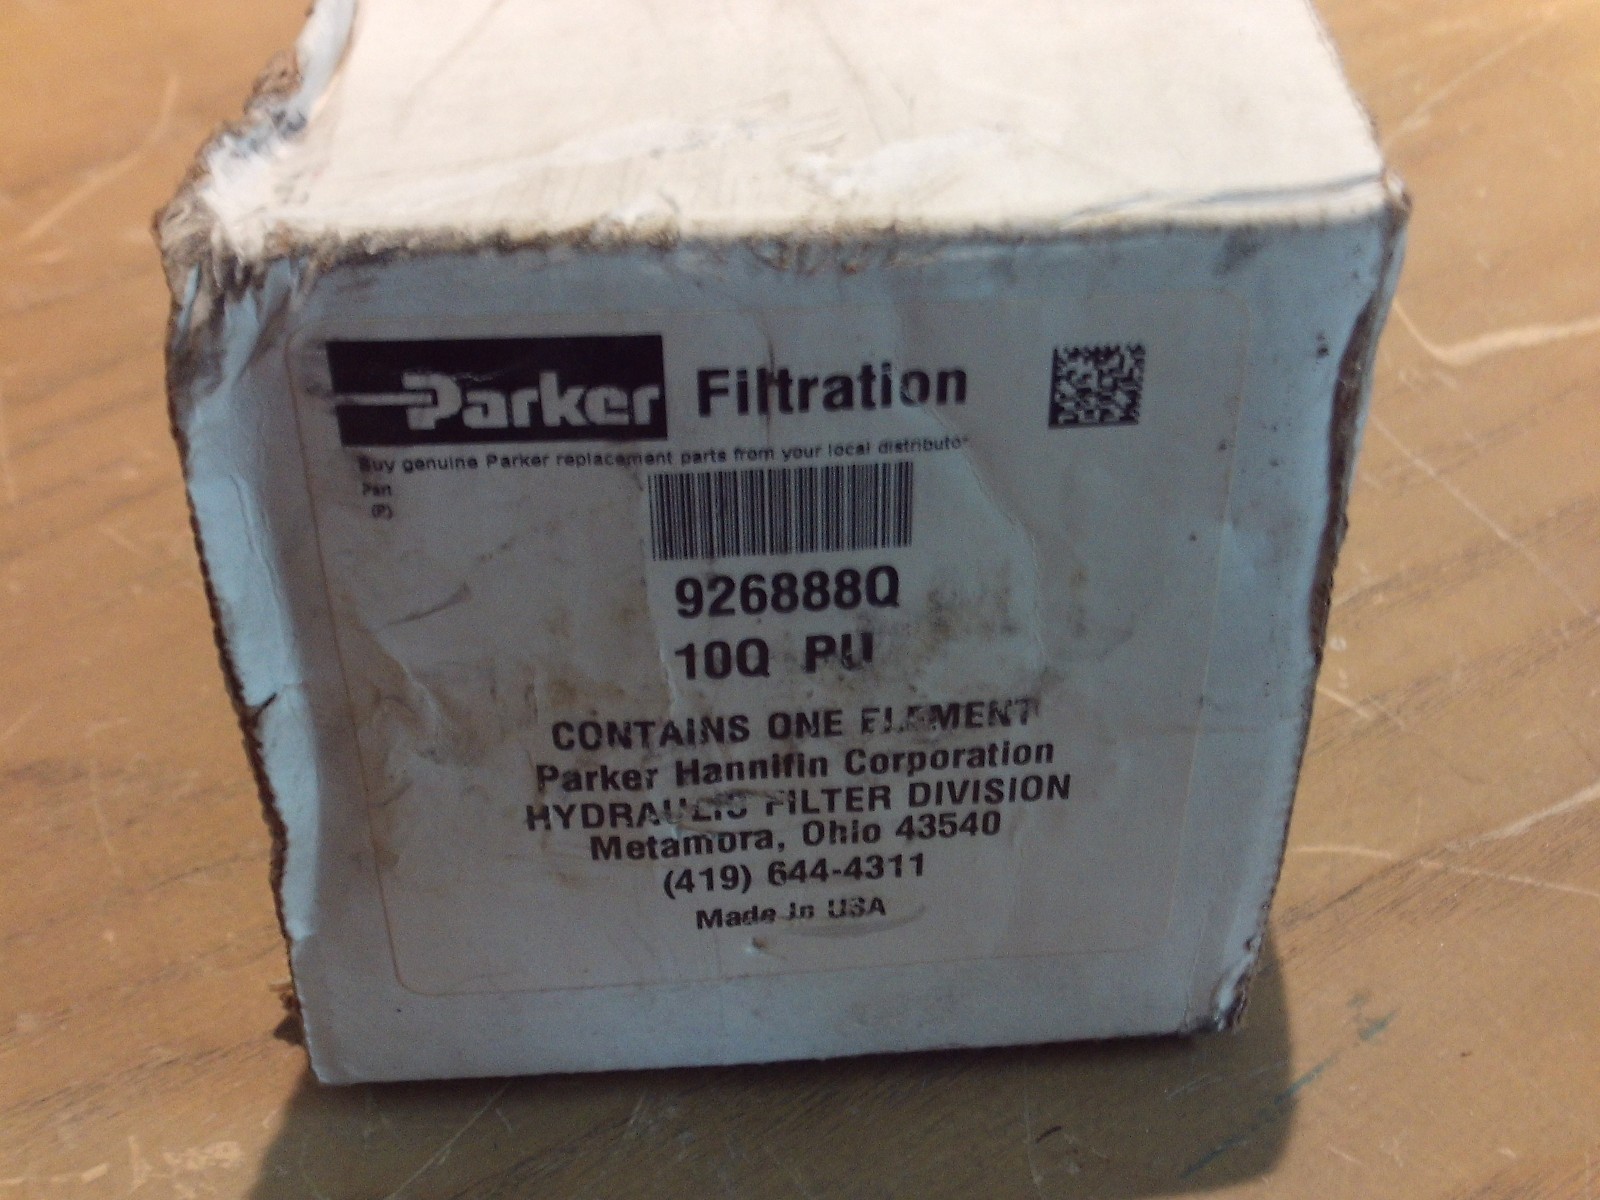 Parker Filtration
Buy genuine Parker replacement parts from your local distributor
Part
(P)
926888Q
10Q PU
CONTAINS ONE ELEMENT
Parker Hannifin Corporation
HYDRAULIC FILTER DIVISION
Metamora, Ohio 43540
(419) 644-4311
Made in USA